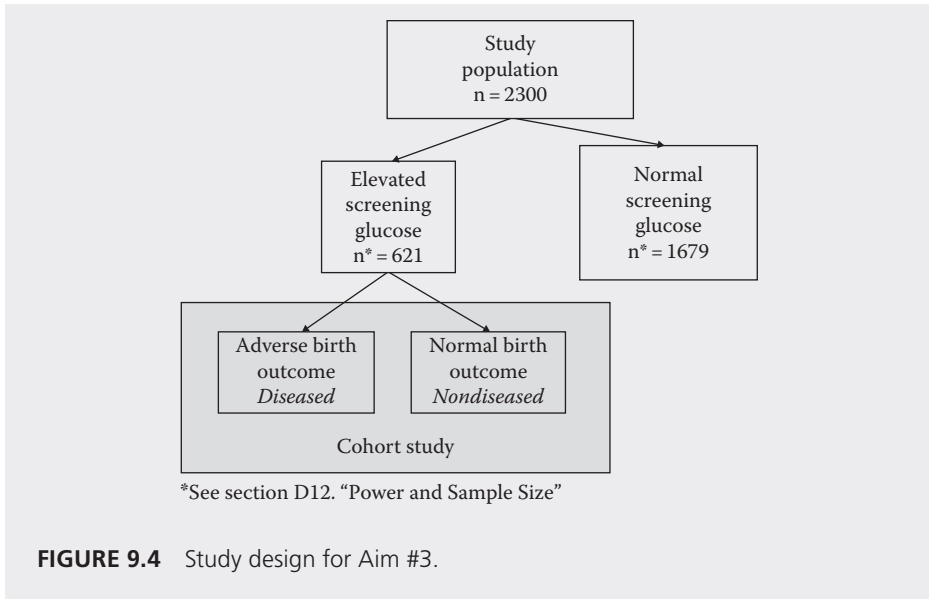 Study
population
n = 2300
Elevated
screening
glucose
n* = 621
Normal
screening
glucose
n* = 1679
Adverse birth
outcome
Diseased
Normal birth
outcome
Nondiseased
Cohort study
*See section D12. “Power and Sample Size”
FIGURE 9.4 Study design for Aim #3.